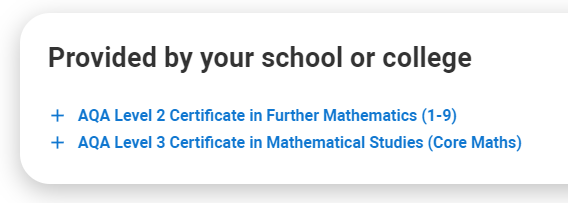 Provided by your school or college
+ AQA Level 2 Certificate in Further Mathematics (1-9)
+ AQA Level 3 Certificate in Mathematical Studies (Core Maths)